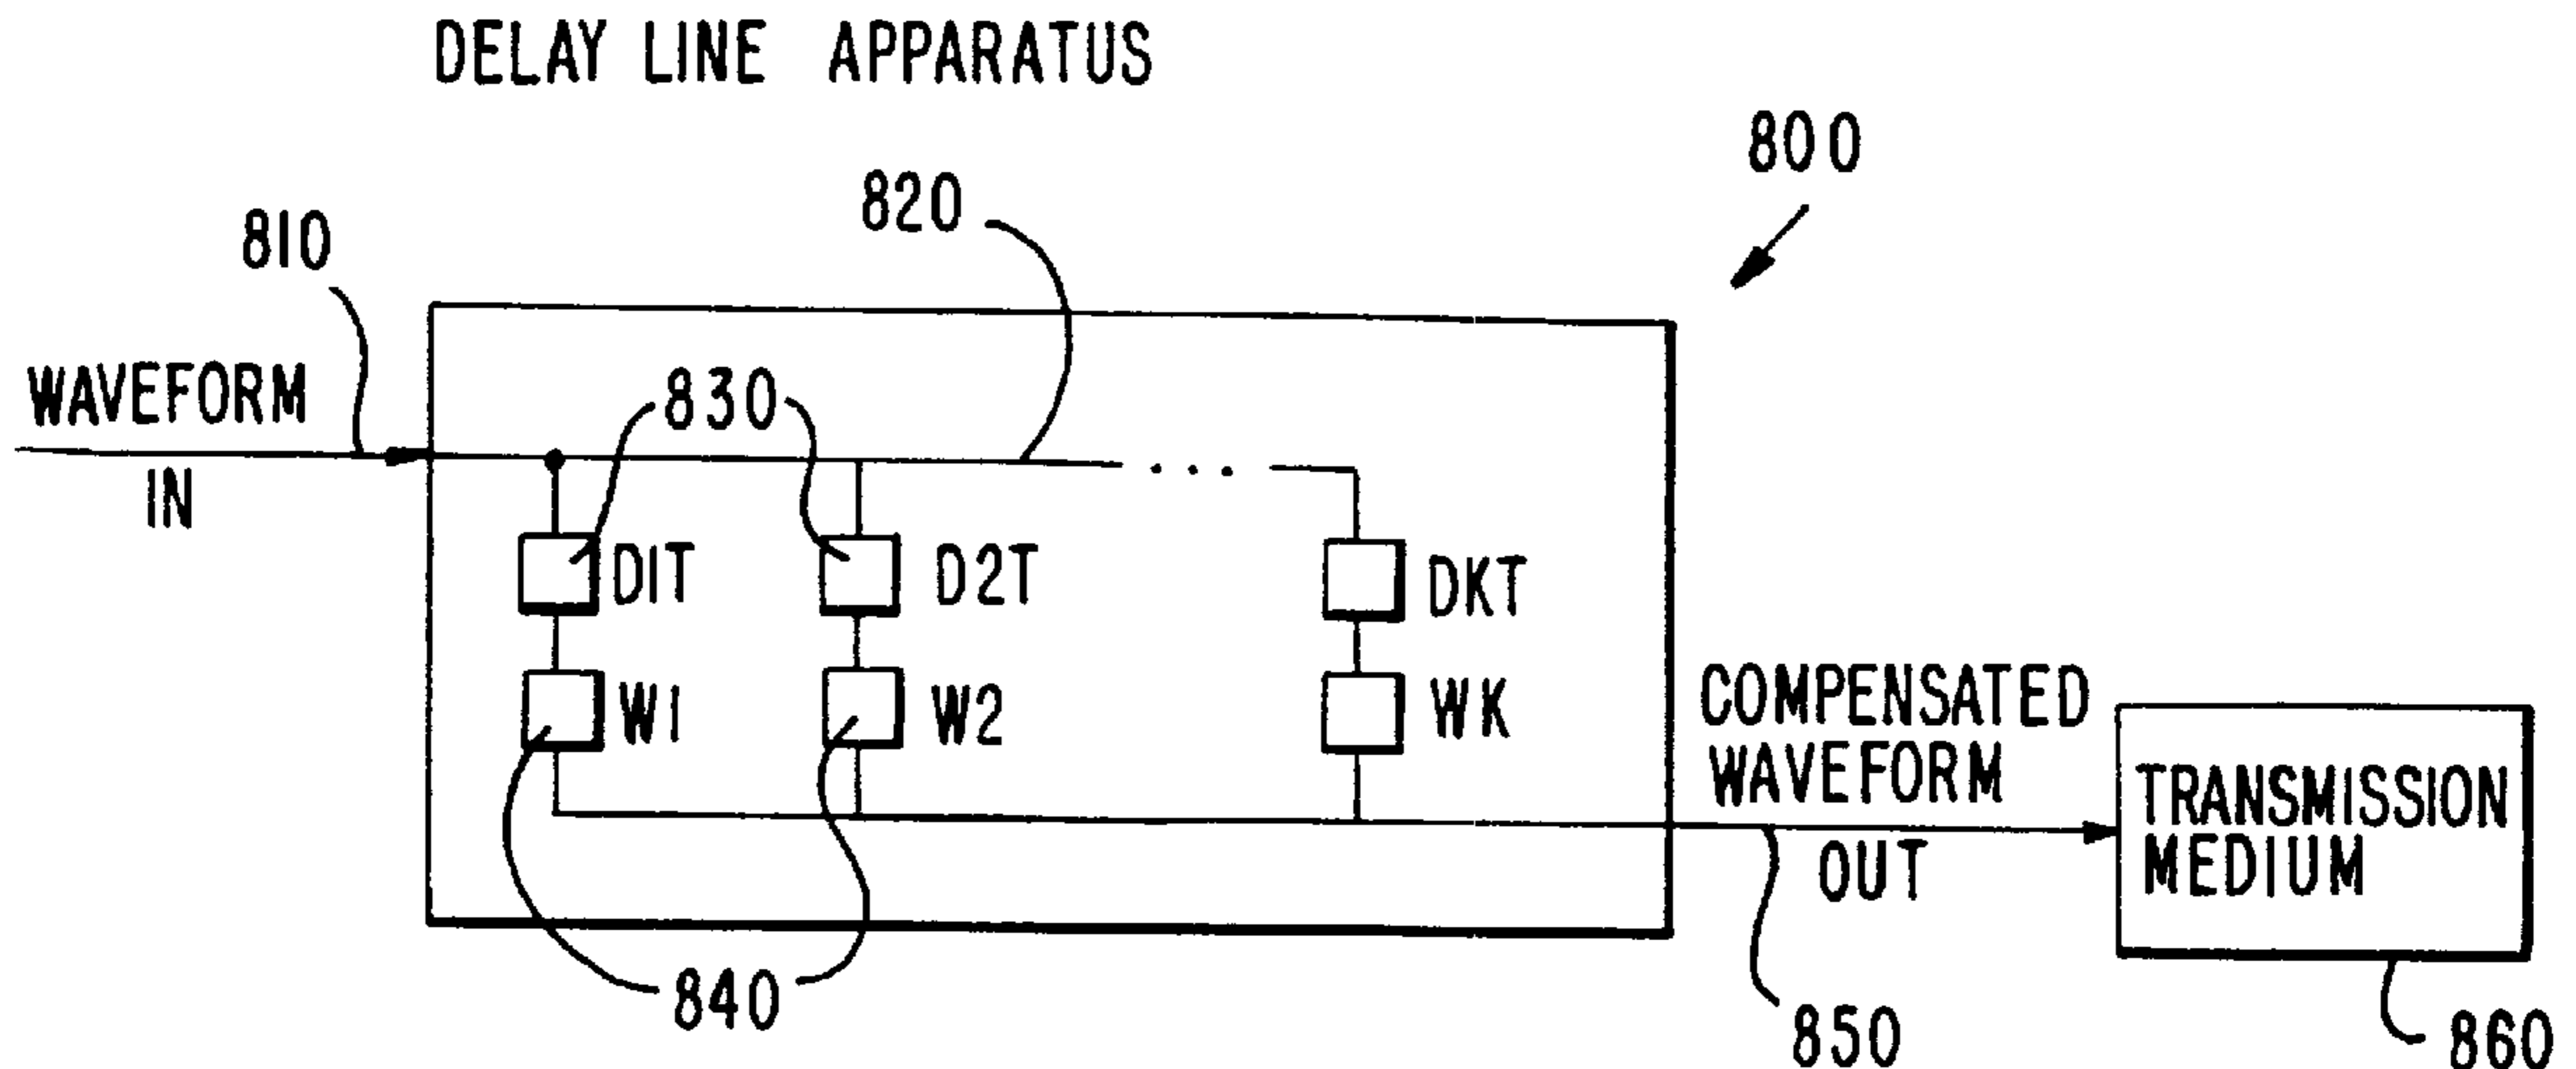 DELAY LINE APPARATUS
800
820
810
WAVEFORM
IN
830
D1T
D2T
DKT
W1
W2
WK
COMPENSATED
WAVEFORM
OUT
TRANSMISSION
MEDIUM
840
850
860